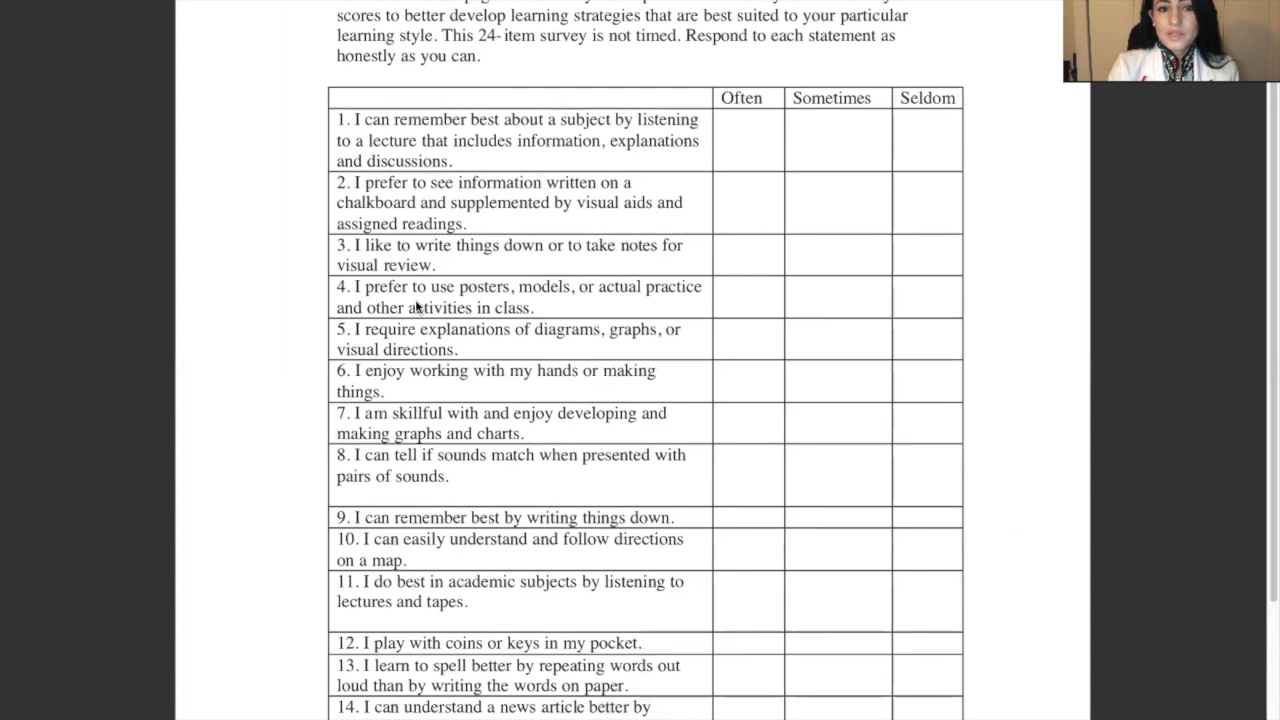 scores to better develop learning strategies that are best suited to your particular
learning style. This 24-item survey is not timed. Respond to each statement as
honestly as you can.
Often Sometimes Seldom
1. I can remember best about a subject by listening
to a lecture that includes information, explanations
and discussions.
2. I prefer to see information written on a
chalkboard and supplemented by visual aids and
assigned readings.
3. I like to write things down or to take notes for
visual review.
4. I prefer to use posters, models, or actual practice
and other activities in class.
5. I require explanations of diagrams, graphs, or
visual directions.
6. I enjoy working with my hands or making
things.
7. I am skillful with and enjoy developing and
making graphs and charts.
8. I can tell if sounds match when presented with
pairs of sounds.
9. I can remember best by writing things down.
10. I can easily understand and follow directions
on a map.
11. I do best in academic subjects by listening to
lectures and tapes.
12. I play with coins or keys in my pocket.
13. I learn to spell better by repeating words out
loud than by writing the words on paper.
14. I can understand a news article better by